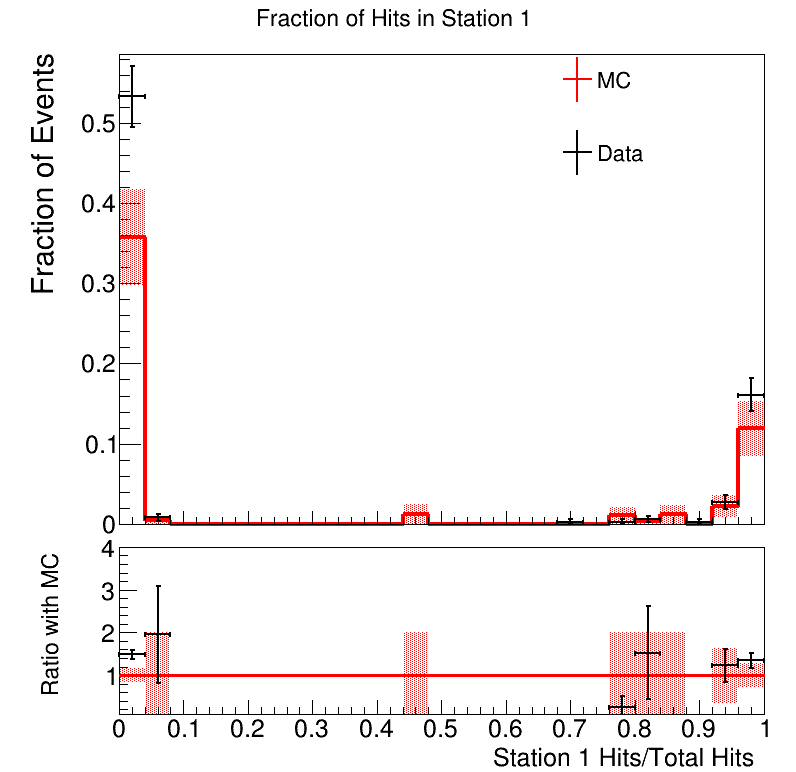 Fraction of Hits in Station 1
Fraction of Events
MC
Data
0.5
0.4
0.3
0.2
0.1
0
Ratio with MC
4
3
2
1
0 0.1 0.2 0.3 0.4 0.5 0.6 0.7 0.8 0.9 1
Station 1 Hits/Total Hits